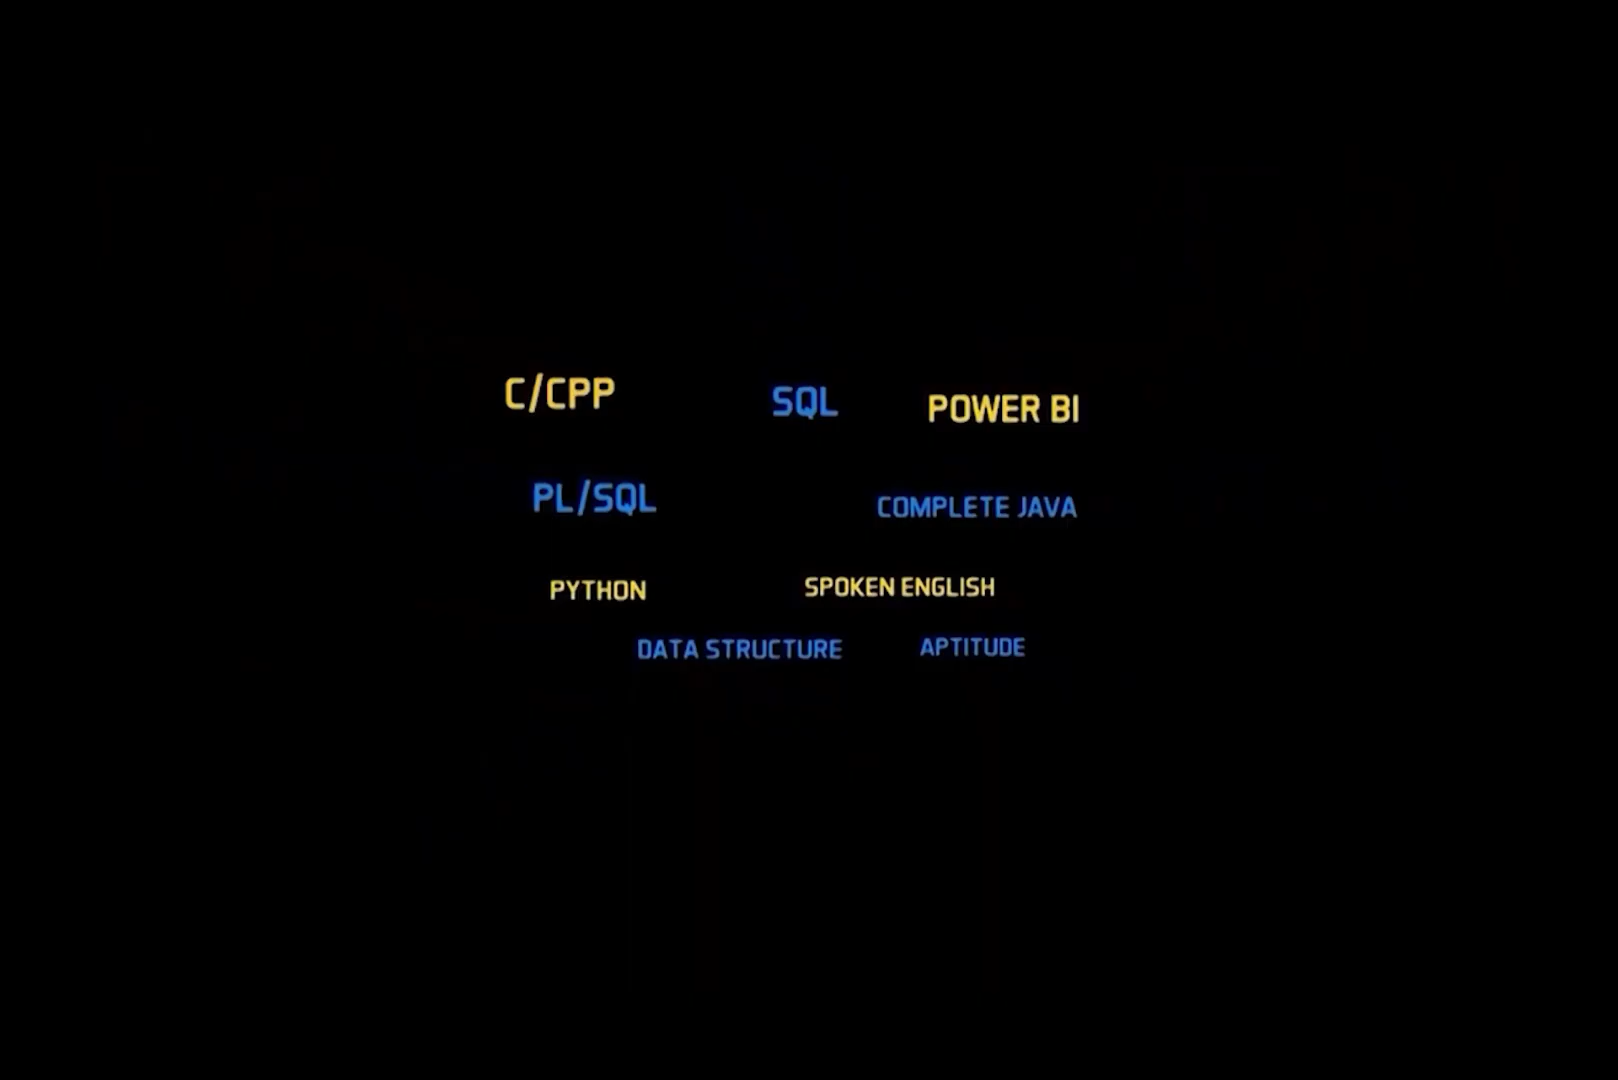 C/CPP
SQL
POWER BI
PL/SQL
COMPLETE JAVA
PYTHON
SPOKEN ENGLISH
DATA STRUCTURE
APTITUDE